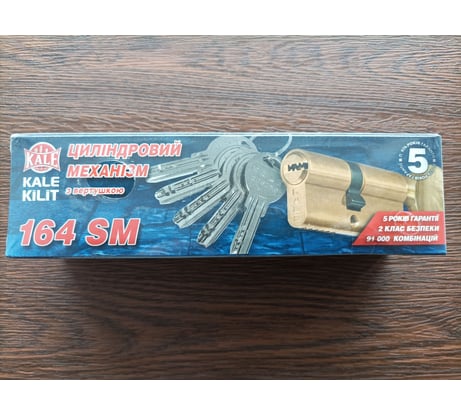 KALE
KALE
KILIT
ЦИЛІНДРОВИЙ
МЕХАНІЗМ
з вертушкою
164 SM
5
5 РОКІВ ГАРАНТІЇ
2 КЛАС БЕЗПЕКИ
91 000 КОМБІНАЦІЙ